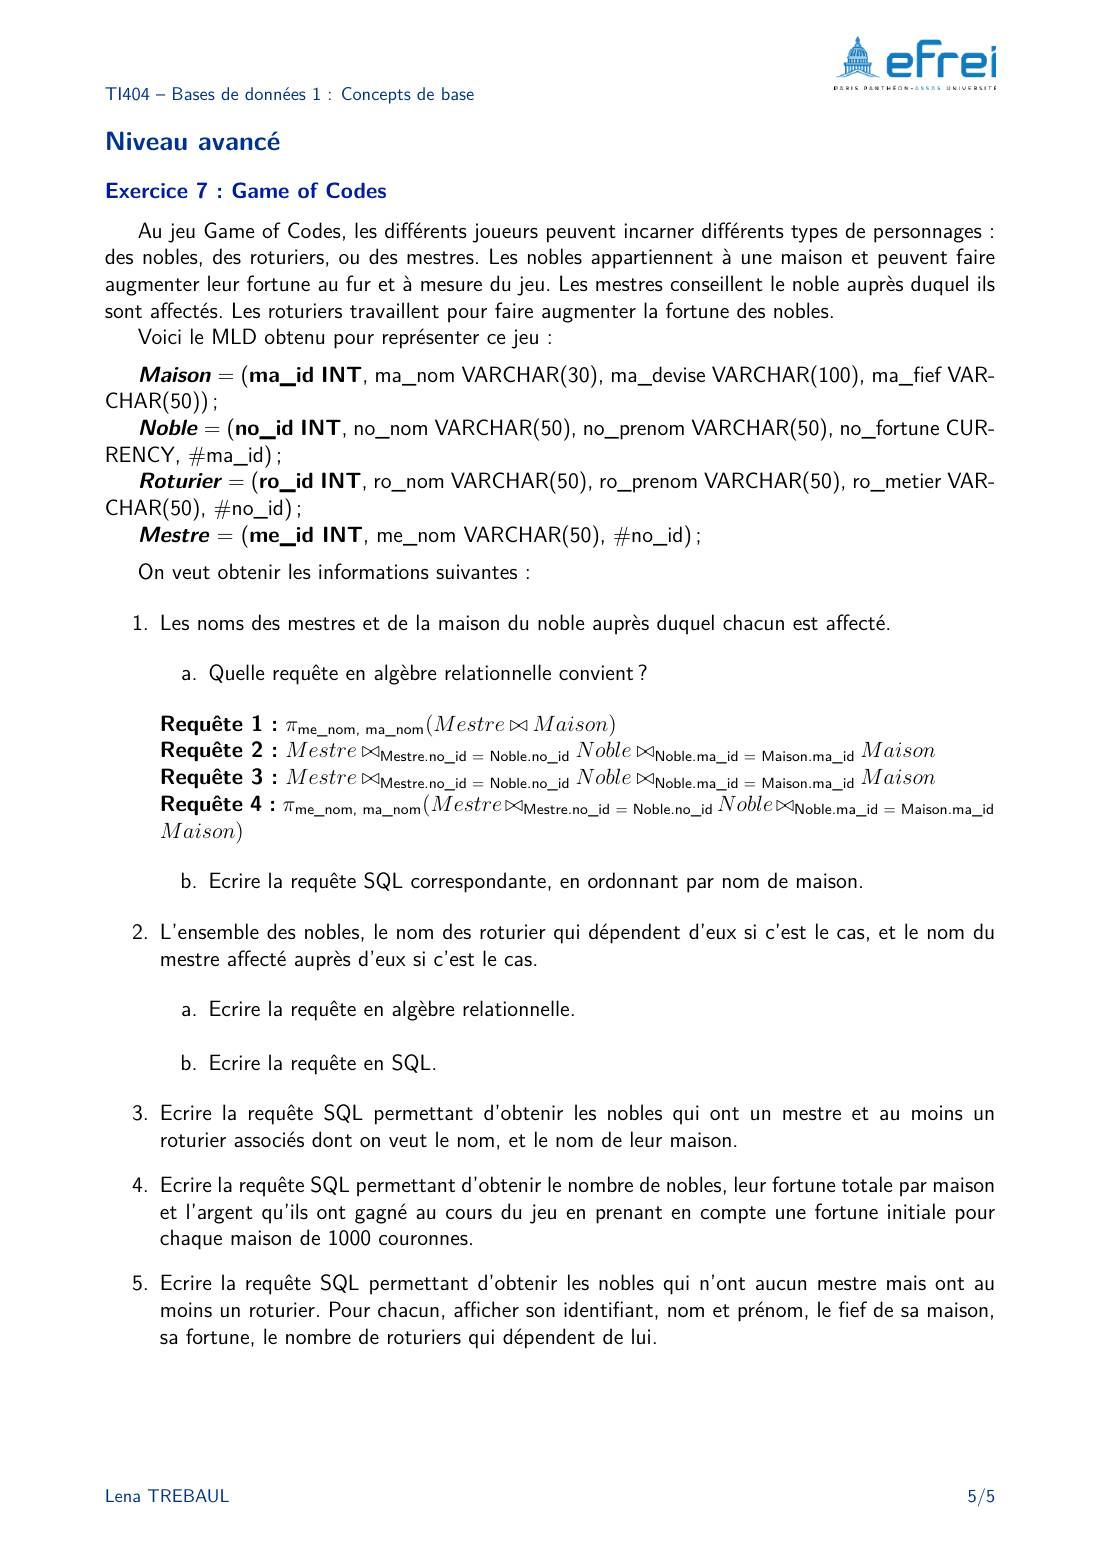 efrei
PARIS PANTHÉON-ASSAS UNIVERSITÉ
TI404 – Bases de données 1 : Concepts de base
Niveau avancé
Exercice 7 : Game of Codes
Au jeu Game of Codes, les différents joueurs peuvent incarner différents types de personnages :
des nobles, des roturiers, ou des mestres. Les nobles appartiennent à une maison et peuvent faire
augmenter leur fortune au fur et à mesure du jeu. Les mestres conseillent le noble auprès duquel ils
sont affectés. Les roturiers travaillent pour faire augmenter la fortune des nobles.
Voici le MLD obtenu pour représenter ce jeu :
Maison = (ma_id INT, ma_nom VARCHAR(30), ma_devise VARCHAR(100), ma_fief VAR-
CHAR(50)) ;
Noble = (no_id INT, no_nom VARCHAR(50), no_prenom VARCHAR(50), no_fortune CUR-
RENCY, #ma_id) ;
Roturier = (ro_id INT, ro_nom VARCHAR(50), ro_prenom VARCHAR(50), ro_metier VAR-
CHAR(50), #no_id) ;
Mestre = (me_id INT, me_nom VARCHAR(50), #no_id) ;
On veut obtenir les informations suivantes :
1. Les noms des mestres et de la maison du noble auprès duquel chacun est affecté.
a. Quelle requête en algèbre relationnelle convient ?
Requête 1 : π me_nom, ma_nom (Mestre ⋈ Maison)
Requête 2 : Mestre ⋈ Mestre.no_id = Noble.no_id Noble ⋈ Noble.ma_id = Maison.ma_id Maison
Requête 3 : Mestre ⋈ Mestre.no_id = Noble.no_id Noble ⋈ Noble.ma_id = Maison.ma_id Maison
Requête 4 : π me_nom, ma_nom (Mestre ⋈ Mestre.no_id = Noble.no_id Noble ⋈ Noble.ma_id = Maison.ma_id
Maison)
b. Ecrire la requête SQL correspondante, en ordonnant par nom de maison.
2. L'ensemble des nobles, le nom des roturier qui dépendent d'eux si c'est le cas, et le nom du
mestre affecté auprès d'eux si c'est le cas.
a. Ecrire la requête en algèbre relationnelle.
b. Ecrire la requête en SQL.
3. Ecrire la requête SQL permettant d'obtenir les nobles qui ont un mestre et au moins un
roturier associés dont on veut le nom, et le nom de leur maison.
4. Ecrire la requête SQL permettant d'obtenir le nombre de nobles, leur fortune totale par maison
et l'argent qu'ils ont gagné au cours du jeu en prenant en compte une fortune initiale pour
chaque maison de 1000 couronnes.
5. Ecrire la requête SQL permettant d'obtenir les nobles qui n'ont aucun mestre mais ont au
moins un roturier. Pour chacun, afficher son identifiant, nom et prénom, le fief de sa maison,
sa fortune, le nombre de roturiers qui dépendent de lui.
Lena TREBAUL
5/5